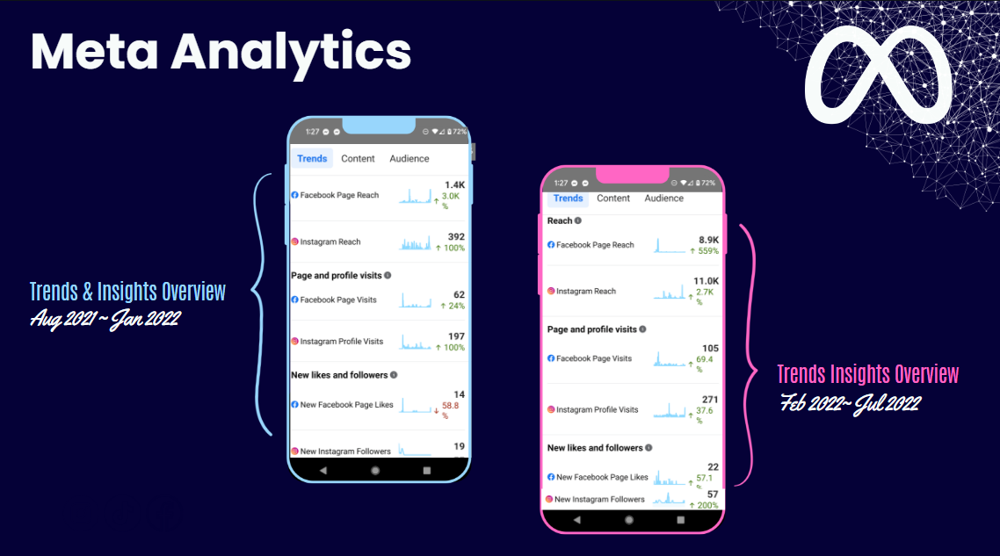 Meta Analytics
1:27
72%
Trends Content Audience
Facebook Page Reach
1.4K
↑ 3.0K
%
Instagram Reach
392
↑ 100%
Page and profile visits
Facebook Page Visits
62
↑ 24%
Instagram Profile Visits
197
↑ 100%
New likes and followers
New Facebook Page Likes
14
↓ 58.8
%
New Instagram Followers
19
Trends & Insights Overview
Aug 2021 ~ Jan 2022
1:27
72%
Trends Content Audience
Reach
Facebook Page Reach
8.9K
↑ 559%
Instagram Reach
11.0K
↑ 2.7K
%
Page and profile visits
Facebook Page Visits
105
↑ 69.4
%
Instagram Profile Visits
271
↑ 37.6
%
New likes and followers
New Facebook Page Likes
22
↑ 57.1
%
New Instagram Followers
57
↑ 200%
Trends Insights Overview
Feb 2022~ Jul 2022